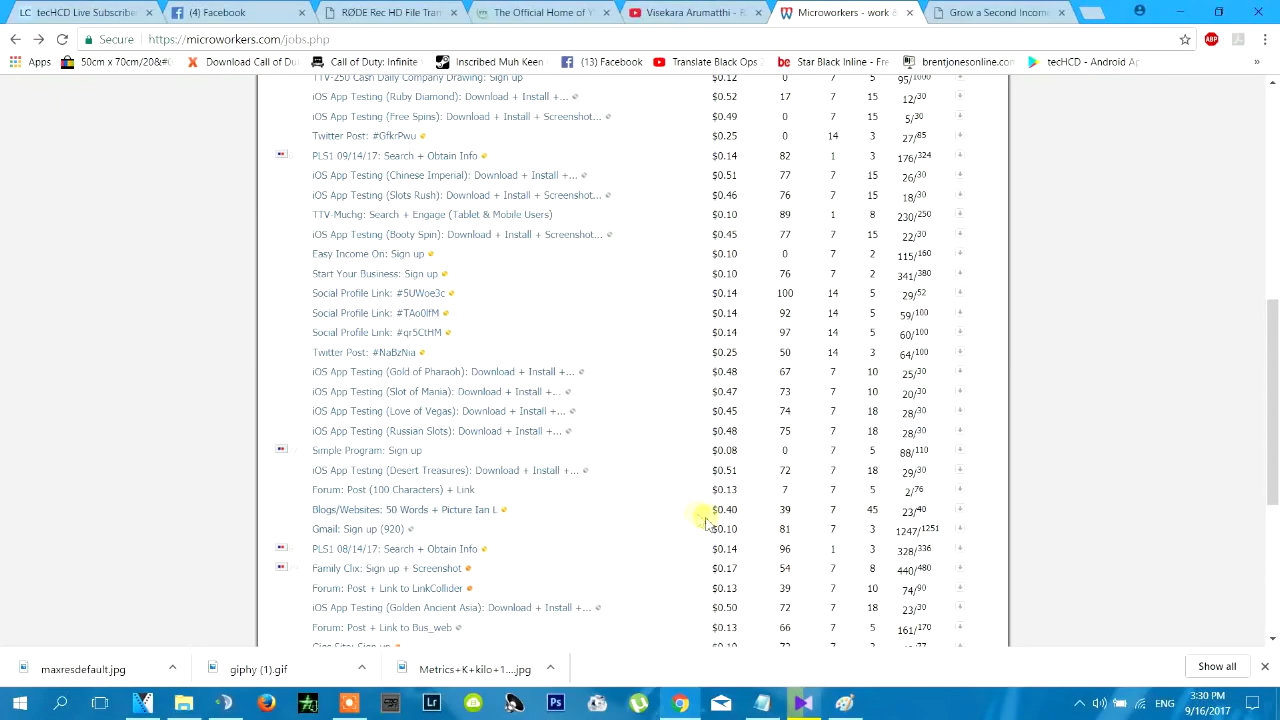 techCD Live Subscriber
(4) Facebook
RØDE Rec HD File Tran
The Official Home of Y
Visekara Arumatthi - R
Microworkers - work &
Grow a Second Income
Secure https://microworkers.com/jobs.php
Apps 50cm x 70cm/20&#( Download Call of Du Call of Duty: Infinite Inscribed Muh Keen (13) Facebook Translate Black Ops Star Black Inline - Fre brentjonesonline.com tecHCD - Android Ap »
TTV-250 Cash Daily Company Drawing: Sign up $0.12 0 7 5 95/1000
iOS App Testing (Ruby Diamond): Download + Install +... $0.52 17 7 15 12/30
iOS App Testing (Free Spins): Download + Install + Screenshot... $0.49 0 7 15 5/30
Twitter Post: #GfkrPwu $0.25 0 14 3 27/85
PLS1 09/14/17: Search + Obtain Info $0.14 82 1 3 176/324
iOS App Testing (Chinese Imperial): Download + Install +... $0.51 77 7 15 26/30
iOS App Testing (Slots Rush): Download + Install + Screenshot... $0.46 76 7 15 18/30
TTV-Muchg: Search + Engage (Tablet & Mobile Users) $0.10 89 1 8 230/250
iOS App Testing (Booty Spin): Download + Install + Screenshot... $0.45 77 7 15 22/30
Easy Income On: Sign up $0.10 0 7 2 115/160
Start Your Business: Sign up $0.10 76 7 2 341/380
Social Profile Link: #5UWoe3c $0.14 100 14 5 29/52
Social Profile Link: #TAo0lfM $0.14 92 14 5 59/100
Social Profile Link: #qr5CtHM $0.14 97 14 5 60/100
Twitter Post: #NaBzNia $0.25 50 14 3 64/100
iOS App Testing (Gold of Pharaoh): Download + Install +... $0.48 67 7 10 25/30
iOS App Testing (Slot of Mania): Download + Install +... $0.47 73 7 10 20/30
iOS App Testing (Love of Vegas): Download + Install +... $0.45 74 7 18 28/30
iOS App Testing (Russian Slots): Download + Install +... $0.48 75 7 18 28/30
Simple Program: Sign up $0.08 0 7 5 88/110
iOS App Testing (Desert Treasures): Download + Install +... $0.51 72 7 18 29/30
Forum: Post (100 Characters) + Link $0.13 7 7 5 2/76
Blogs/Websites: 50 Words + Picture Ian L $0.40 39 7 45 23/40
Gmail: Sign up (920) $0.10 81 7 3 1247/1251
PLS1 08/14/17: Search + Obtain Info $0.14 96 1 3 328/336
Family Clix: Sign up + Screenshot $0.17 54 7 8 440/480
Forum: Post + Link to LinkCollider $0.13 39 7 10 74/90
iOS App Testing (Golden Ancient Asia): Download + Install +... $0.50 72 7 18 23/30
Forum: Post + Link to Bus_web $0.13 66 7 5 161/170
maxresdefault.jpg giphy (1).gif Metrics+K+kilo+1....jpg Show all
ENG 3:30 PM
9/16/2017